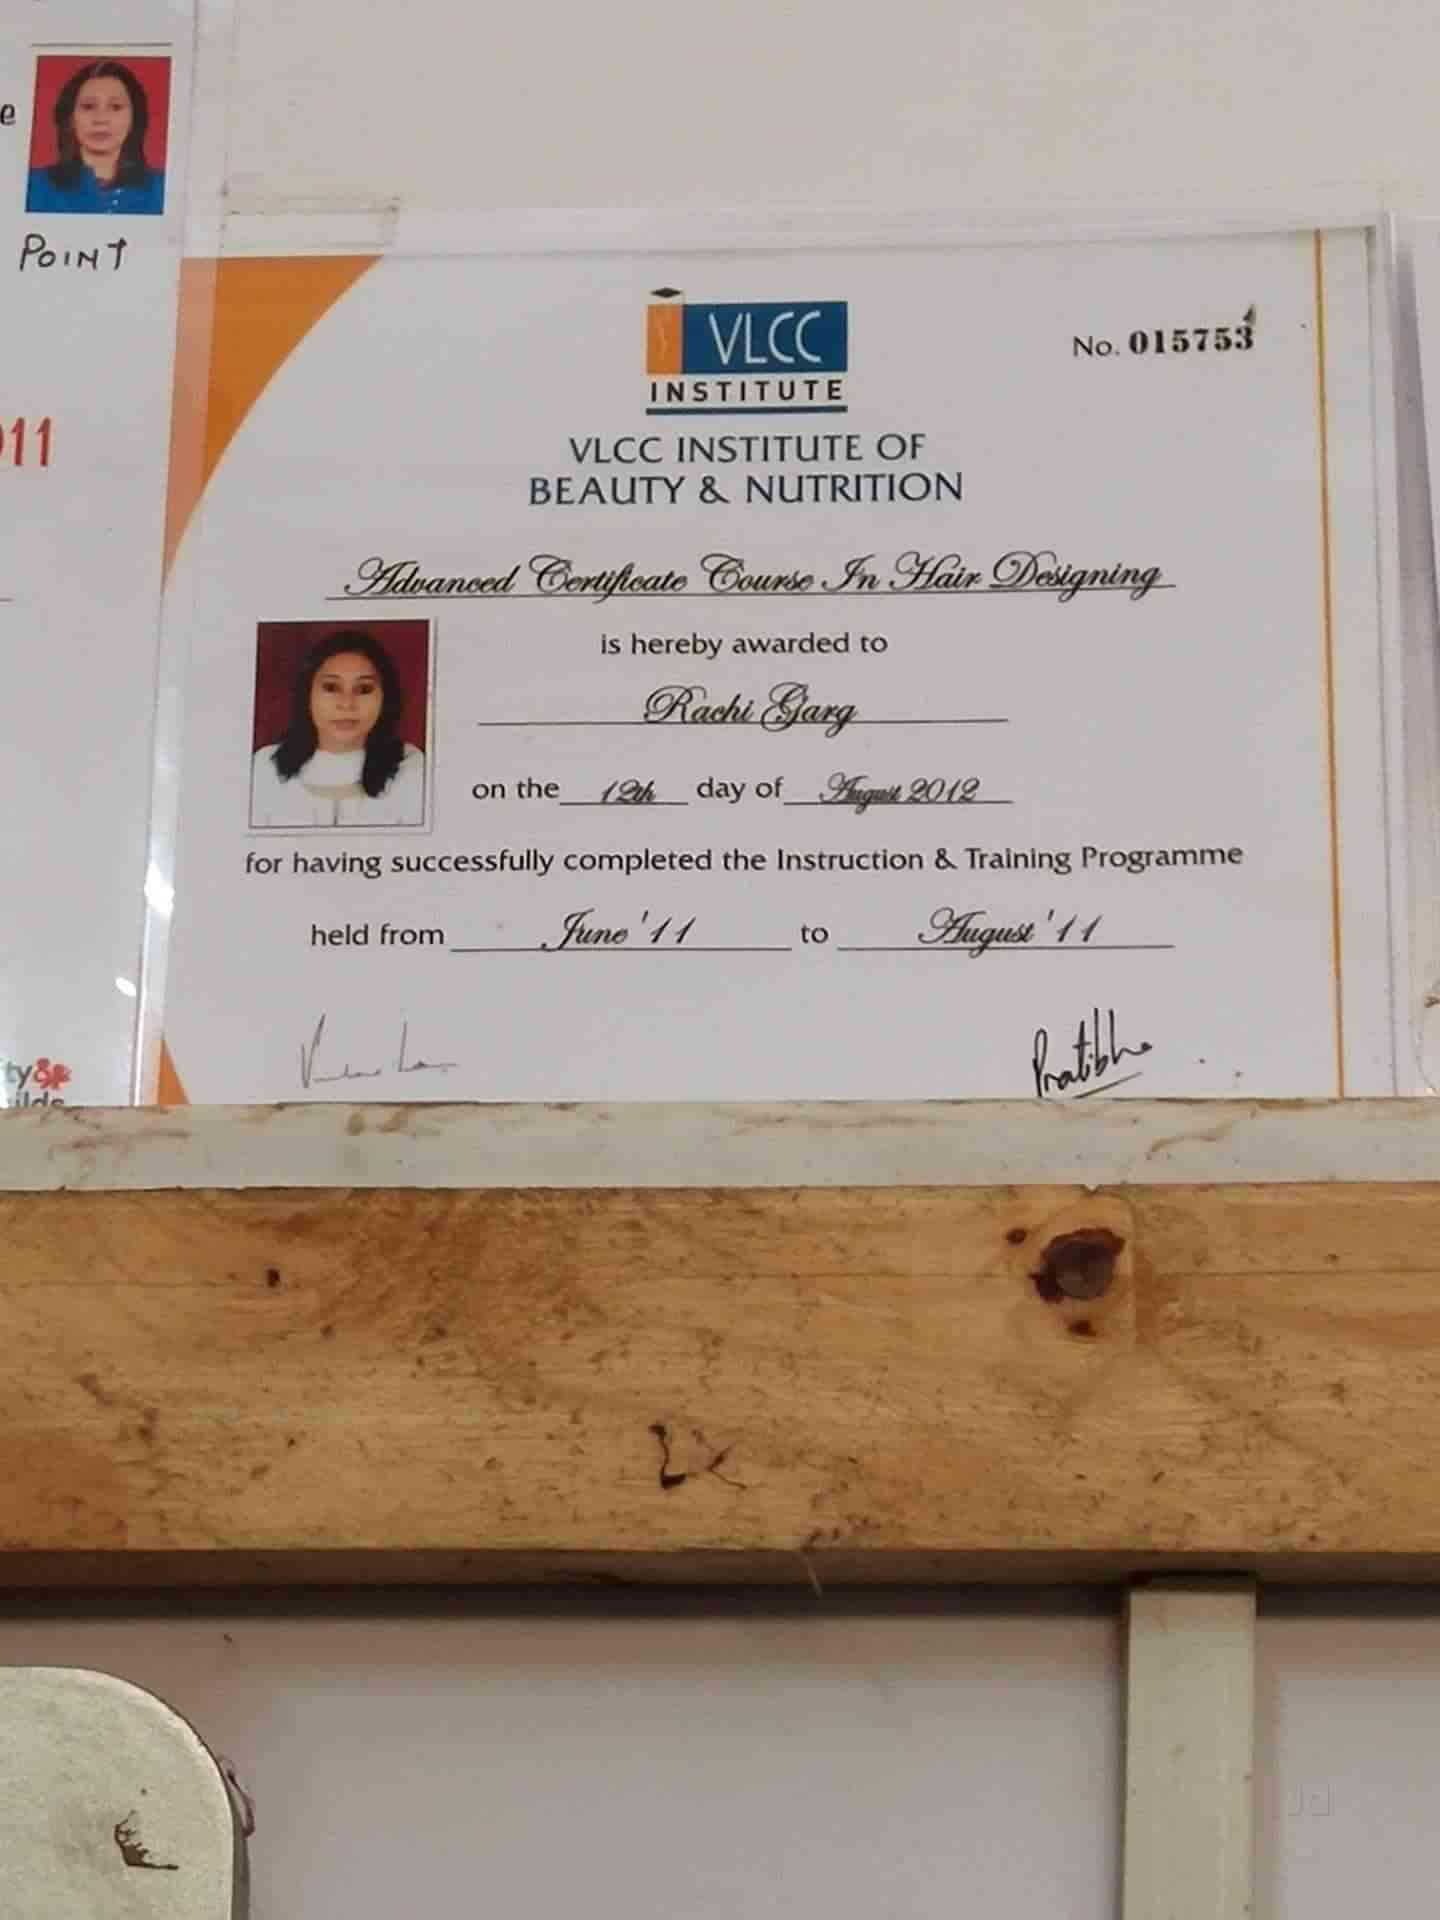 e
POINT
011
ty&
VLCC
INSTITUTE
No. 015753
VLCC INSTITUTE OF
BEAUTY & NUTRITION
Advanced Certificate Course In Hair Designing
is hereby awarded to
Rachi Garg
on the 12th day of August 2012
for having successfully completed the Instruction & Training Programme
held from June '11 to August '11
Pratibha
Jd